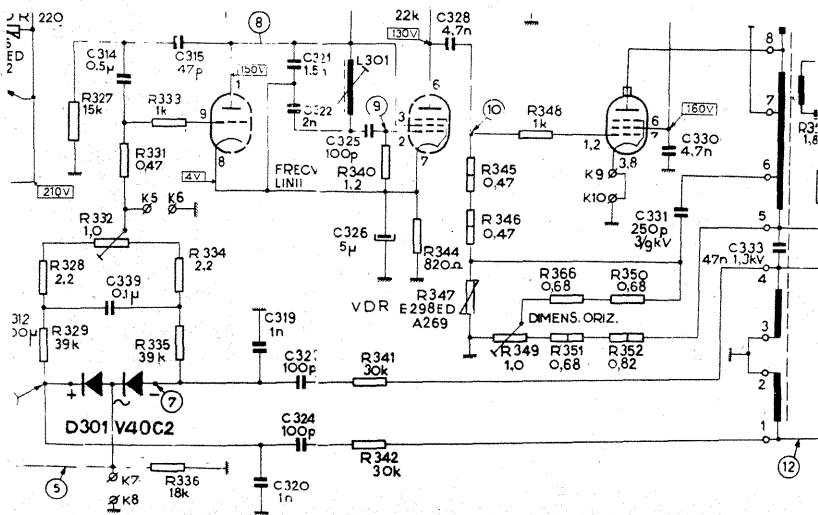 220
C314
0,5µ
C315
47p
8
150V
1
C321
1,5n
L301
22k
130V
C328
4,7n
6
R327
15k
R333
1k
9
8
C322
2n
9
3
2
7
10
R348
1k
1,2
6
7
3,8
160V
C330
4,7n
8
7
6
5
4
3
2
1
C325
100p
R331
0,47
4V
FRECV
LINII
R340
1,2
R345
0,47
K9
K10
210V
K5
K6
R332
1,0
C326
5µ
R346
0,47
C331
250p
3/9kV
C333
47n 1,3kV
R328
2,2
R334
2,2
C339
0,1µ
R344
820Ω
VDR
R347
E298ED
A269
R366
0,68
R350
0,68
DIMENS. ORIZ.
R329
39k
R335
39k
C319
1n
R349
1,0
R351
0,68
R352
0,82
100p
R341
30k
+
~
−
7
D301 V40C2
C324
100p
R342
30k
5
K7
K8
R336
18k
C320
1n
12